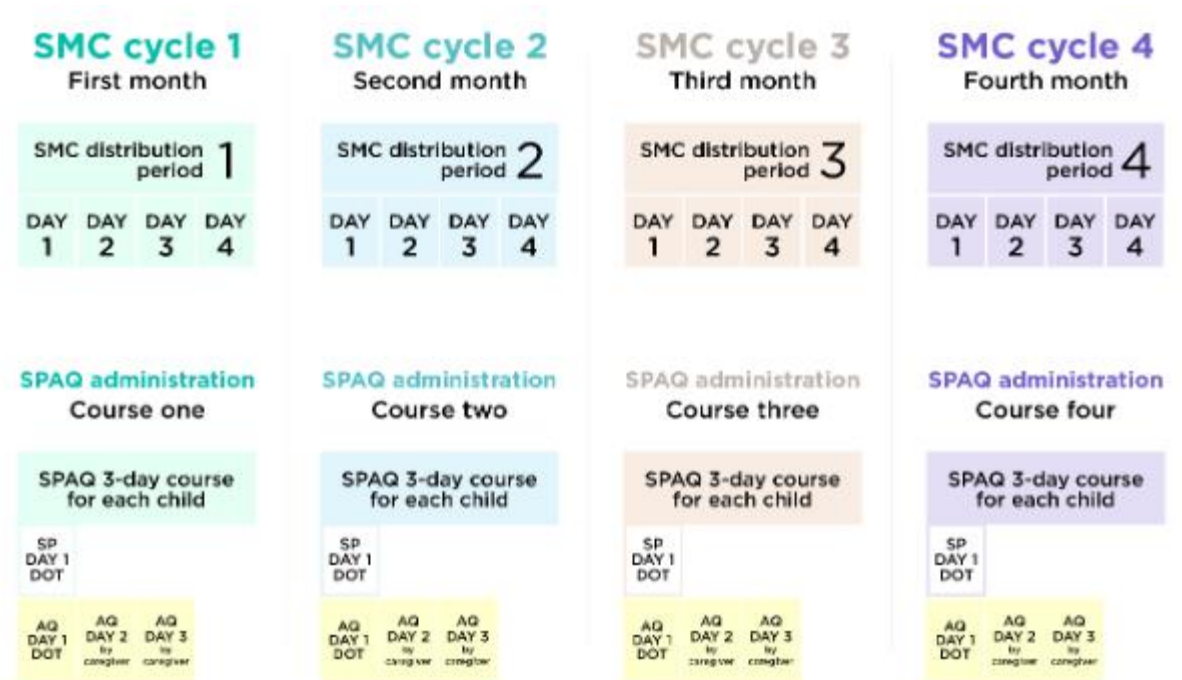 SMC cycle 1
First month
SMC distribution
period 1
DAY DAY DAY DAY
1 2 3 4
SPAQ administration
Course one
SPAQ 3-day course
for each child
SP
DAY 1
DOT
AQ
DAY 1
DOT
AQ
DAY 2
by
caregiver
AQ
DAY 3
by
caregiver
SMC cycle 2
Second month
SMC distribution
period 2
DAY DAY DAY DAY
1 2 3 4
SPAQ administration
Course two
SPAQ 3-day course
for each child
SP
DAY 1
DOT
AQ
DAY 1
DOT
AQ
DAY 2
by
caregiver
AQ
DAY 3
by
caregiver
SMC cycle 3
Third month
SMC distribution
period 3
DAY DAY DAY DAY
1 2 3 4
SPAQ administration
Course three
SPAQ 3-day course
for each child
SP
DAY 1
DOT
AQ
DAY 1
DOT
AQ
DAY 2
by
caregiver
AQ
DAY 3
by
caregiver
SMC cycle 4
Fourth month
SMC distribution
period 4
DAY DAY DAY DAY
1 2 3 4
SPAQ administration
Course four
SPAQ 3-day course
for each child
SP
DAY 1
DOT
AQ
DAY 1
DOT
AQ
DAY 2
by
caregiver
AQ
DAY 3
by
caregiver